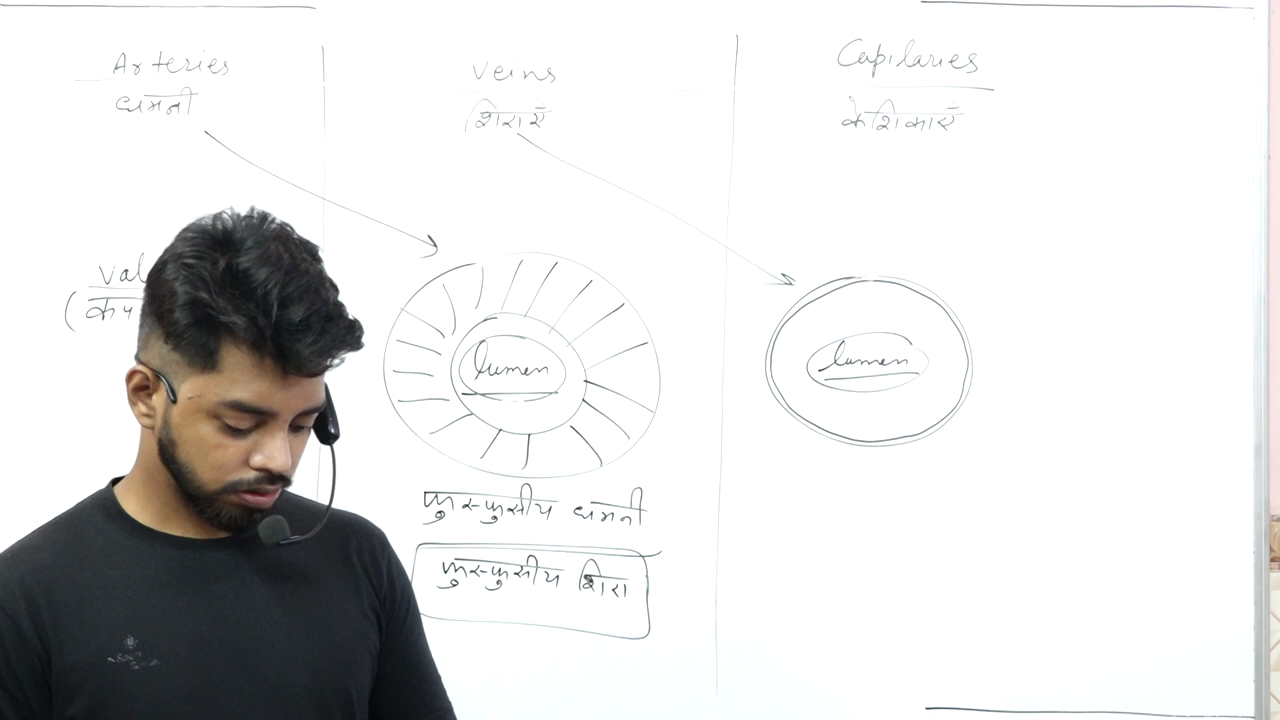 Arteries
धमनी
Veins
शिराएँ
Capilaries
केशिकाएँ
lumen
lumen
फुस्फुसीय धमनी
फुस्फुसीय शिरा